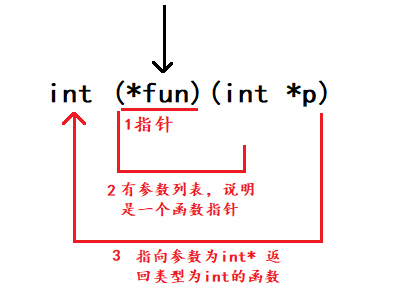 int (*fun)(int *p)
1指针
2有参数列表，说明
是一个函数指针
3 指向参数为int* 返
回类型为int的函数